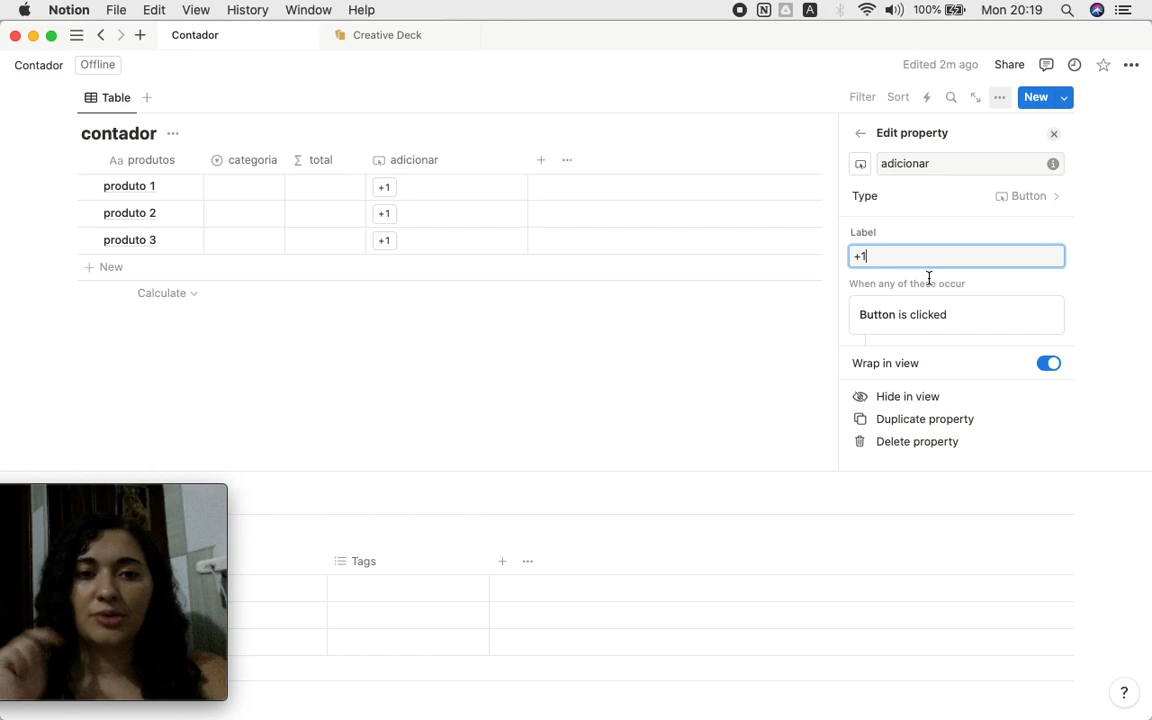 Notion File Edit View History Window Help 100% Mon 20:19
Contador Creative Deck
Contador Offline Edited 2m ago Share
Table Filter Sort New
contador
Aa produtos categoria Σ total adicionar
produto 1 +1
produto 2 +1
produto 3 +1
New
Calculate
Edit property
adicionar
Type Button
Label
+1
When any of these occur
Button is clicked
Wrap in view
Hide in view
Duplicate property
Delete property
Tags
?